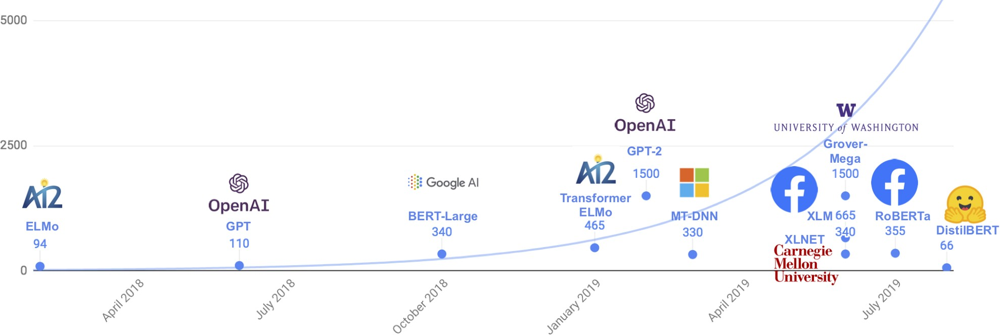 5000
2500
0
AI2
ELMo
94
OpenAI
GPT
110
Google AI
BERT-Large
340
AI2
Transformer
ELMo
465
OpenAI
GPT-2
1500
MT-DNN
330
W
UNIVERSITY of WASHINGTON
Grover-
Mega
1500
f
XLM 665
340
XLNET
Carnegie
Mellon
University
f
RoBERTa
355
DistilBERT
66
April 2018
July 2018
October 2018
January 2019
April 2019
July 2019